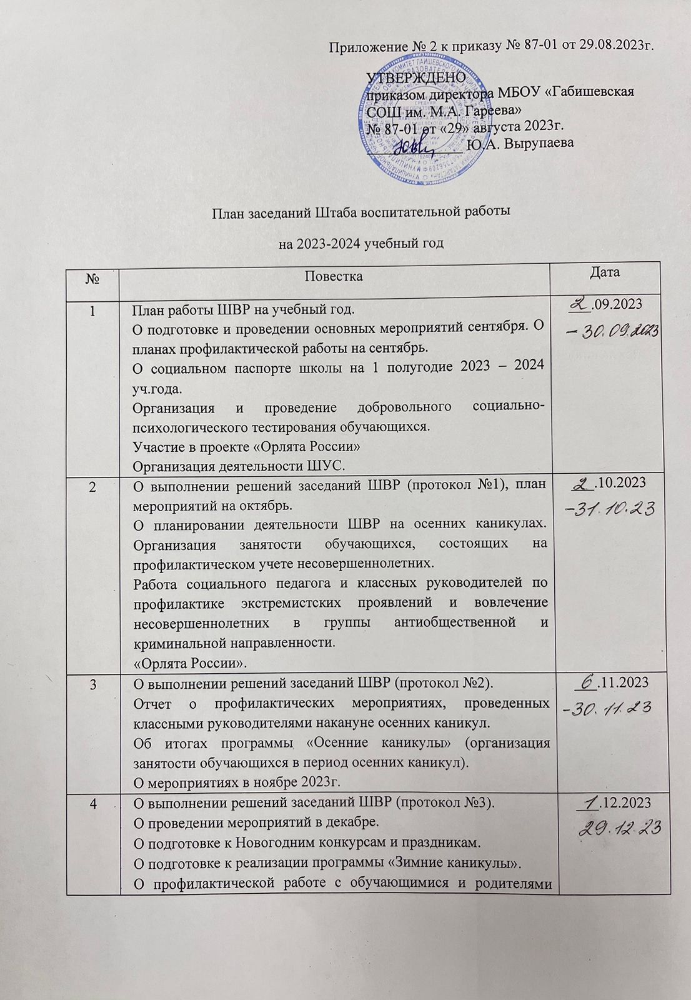 Приложение № 2 к приказу № 87-01 от 29.08.2023г.
УТВЕРЖДЕНО
приказом директора МБОУ «Габишевская
СОШ им. М.А. Гареева»
№ 87-01 от «29» августа 2023г.
Ю.А. Вырупаева
План заседаний Штаба воспитательной работы
на 2023-2024 учебный год
№ Повестка Дата
1 План работы ШВР на учебный год. 2.09.2023
О подготовке и проведении основных мероприятий сентября. О – 30.09.2023
планах профилактической работы на сентябрь.
О социальном паспорте школы на 1 полугодие 2023 – 2024
уч.года.
Организация и проведение добровольного социально-
психологического тестирования обучающихся.
Участие в проекте «Орлята России»
Организация деятельности ШУС.
2 О выполнении решений заседаний ШВР (протокол №1), план 2.10.2023
мероприятий на октябрь. –31.10.23
О планировании деятельности ШВР на осенних каникулах.
Организация занятости обучающихся, состоящих на
профилактическом учете несовершеннолетних.
Работа социального педагога и классных руководителей по
профилактике экстремистских проявлений и вовлечение
несовершеннолетних в группы антиобщественной и
криминальной направленности.
«Орлята России».
3 О выполнении решений заседаний ШВР (протокол №2). 6.11.2023
Отчет о профилактических мероприятиях, проведенных –30.11.23
классными руководителями накануне осенних каникул.
Об итогах программы «Осенние каникулы» (организация
занятости обучающихся в период осенних каникул).
О мероприятиях в ноябре 2023г.
4 О выполнении решений заседаний ШВР (протокол №3). 1.12.2023
О проведении мероприятий в декабре. 29.12.23
О подготовке к Новогодним конкурсам и праздникам.
О подготовке к реализации программы «Зимние каникулы».
О профилактической работе с обучающимися и родителями